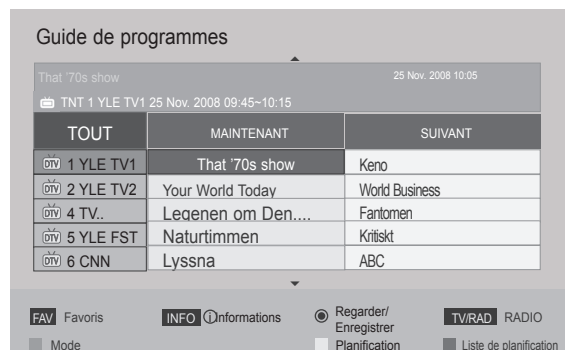 Guide de programmes
That '70s show 25 Nov. 2008 10:05
TNT 1 YLE TV1 25 Nov. 2008 09:45~10:15
TOUT MAINTENANT SUIVANT
DTV 1 YLE TV1 That '70s show Keno
DTV 2 YLE TV2 Your World Today World Business
DTV 4 TV.. Legenen om Den.... Fantomen
DTV 5 YLE FST Naturtimmen Kritiskt
DTV 6 CNN Lyssna ABC
FAV Favoris INFO ⓘnformations Regarder/ TV/RAD RADIO
Enregistrer
Mode Planification Liste de planification